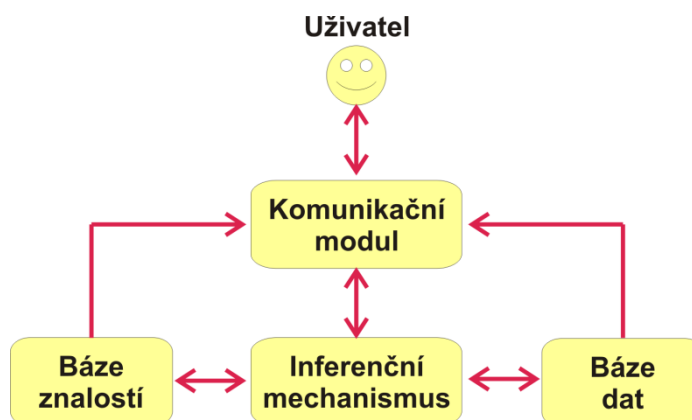 Uživatel
Komunikační
modul
Báze
znalostí
Inferenční
mechanismus
Báze
dat